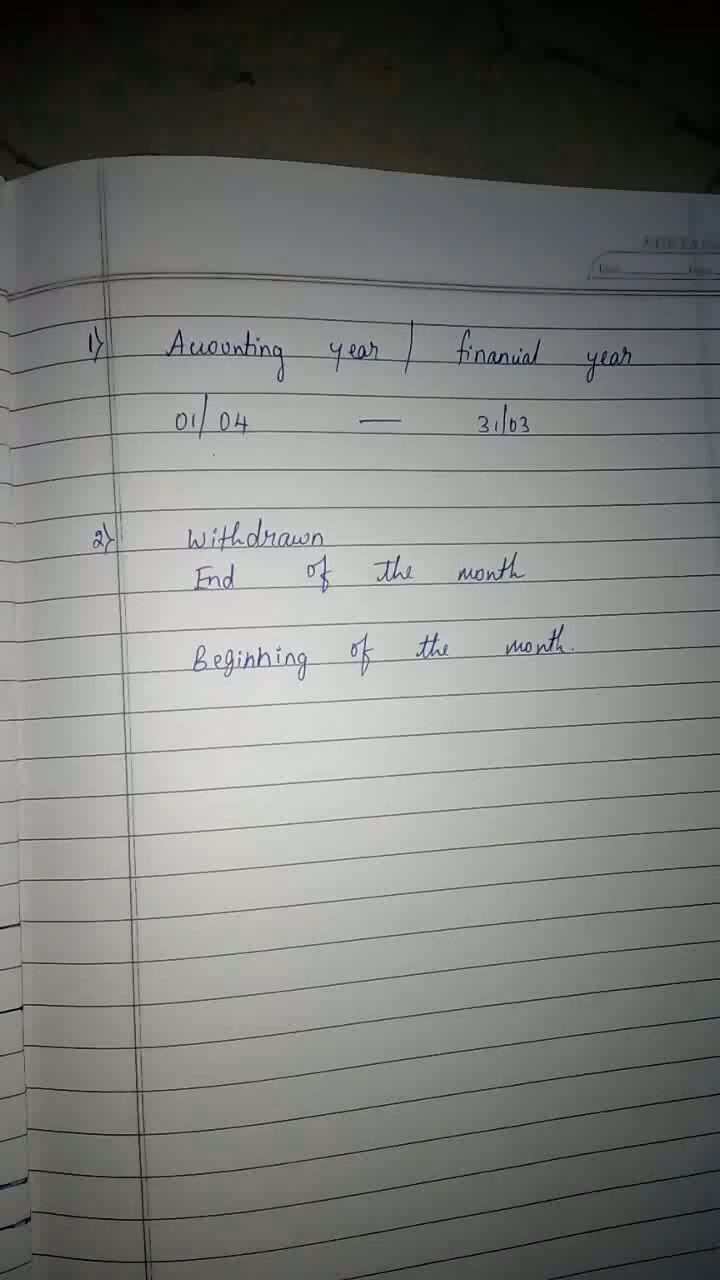 1) Accounting year / financial year
01/04 — 31/03
2) Withdrawn
End of the month
Beginning of the month.